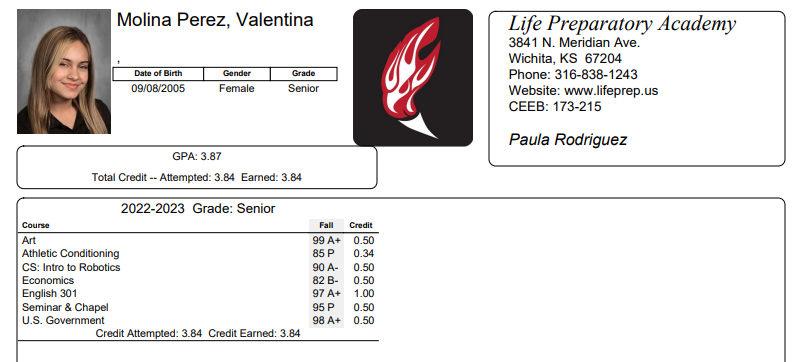 Molina Perez, Valentina
,
Date of Birth Gender Grade
09/08/2005 Female Senior
Life Preparatory Academy
3841 N. Meridian Ave.
Wichita, KS 67204
Phone: 316-838-1243
Website: www.lifeprep.us
CEEB: 173-215
Paula Rodriguez
GPA: 3.87
Total Credit -- Attempted: 3.84 Earned: 3.84
2022-2023 Grade: Senior
Course Fall Credit
Art 99 A+ 0.50
Athletic Conditioning 85 P 0.34
CS: Intro to Robotics 90 A- 0.50
Economics 82 B- 0.50
English 301 97 A+ 1.00
Seminar & Chapel 95 P 0.50
U.S. Government 98 A+ 0.50
Credit Attempted: 3.84 Credit Earned: 3.84